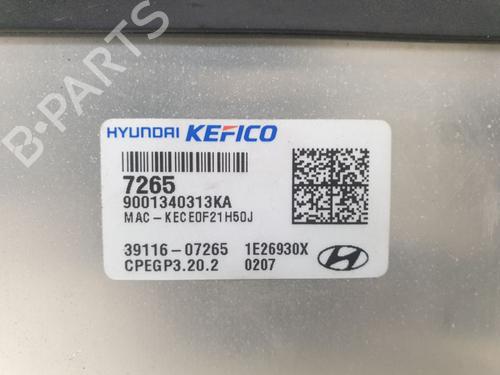 B-PARTS
HYUNDAI KEFICO
7265
9001340313KA
MAC-KECE0F21H50J
39116-07265 1E26930X
CPEGP3.20.2 0207